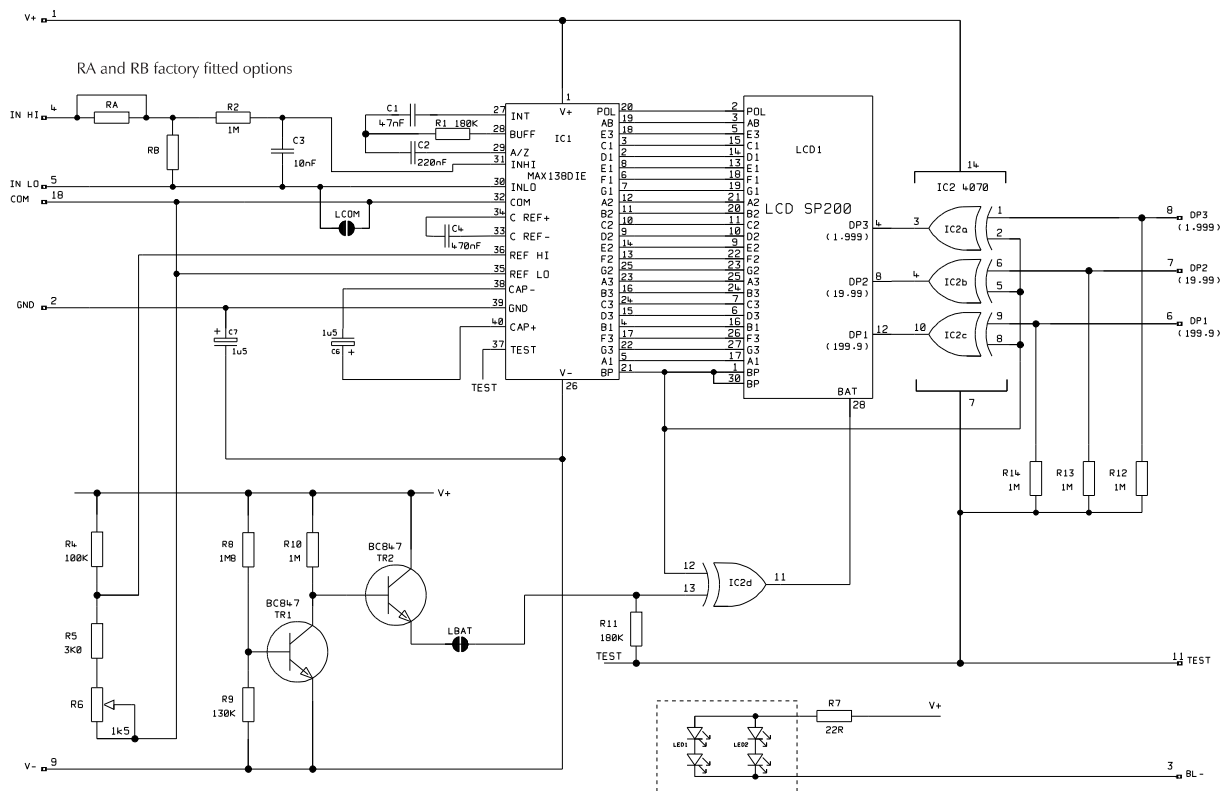 V+ 1
RA and RB factory fitted options
IN HI 4
RA
R2
1M
RB
C3
10nF
IN LO 5
COM 18
LCOM
C1
47nF
R1 180K
C2
220nF
C4
470nF
GND 2
+ C7
1u5
1u5
C6 +
TEST
1
V+
IC1
MAX138DIE
27 INT
28 BUFF
29 A/Z
31 INHI
30 INLO
32 COM
34 C REF+
33 C REF-
36 REF HI
35 REF LO
38 CAP-
39 GND
40 CAP+
37 TEST
V-
26
POL 20 2 POL
AB 19 3 AB
E3 18 5 E3
C1 3 15 C1
D1 2 14 D1
E1 8 13 E1
F1 6 18 F1
G1 7 19 G1
A2 12 21 A2
B2 11 20 B2
C2 10 11 C2
D2 9 10 D2
E2 14 9 E2
F2 13 22 F2
G2 25 23 G2
A3 23 25 A3
B3 16 24 B3
C3 24 7 C3
D3 15 6 D3
B1 4 16 B1
F3 17 26 F3
G3 22 27 G3
A1 5 17 A1
BP 21 1 BP
30 BP
LCD1
LCD SP200
DP3 4
(1.999)
DP2 8
(19.99)
DP1 12
(199.9)
BAT
28
14
IC2 4070
3 IC2a 1
2
4 IC2b 6
5
10 IC2c 9
8
7
8 DP3
(1.999)
7 DP2
(19.99)
6 DP1
(199.9)
R14
1M
R13
1M
R12
1M
V+
R4
100K
R5
3K0
R6
1k5
R8
1M8
R10
1M
BC847
TR2
BC847
TR1
R9
130K
LBAT
12
13
IC2d
11
R11
180K
TEST
11 TEST
V- 9
LED1
LED2
R7
22R
V+
3 BL-